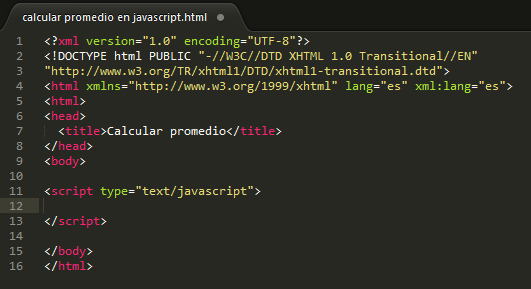 calcular promedio en javascript.html
1 <?xml version="1.0" encoding="UTF-8"?>
2 <!DOCTYPE html PUBLIC "-//W3C//DTD XHTML 1.0 Transitional//EN"
3 "http://www.w3.org/TR/xhtml1/DTD/xhtml1-transitional.dtd">
4 <html xmlns="http://www.w3.org/1999/xhtml" lang="es" xml:lang="es">
5 <html>
6 <head>
7 <title>Calcular promedio</title>
8 </head>
9 <body>
10
11 <script type="text/javascript">
12
13 </script>
14
15 </body>
16 </html>